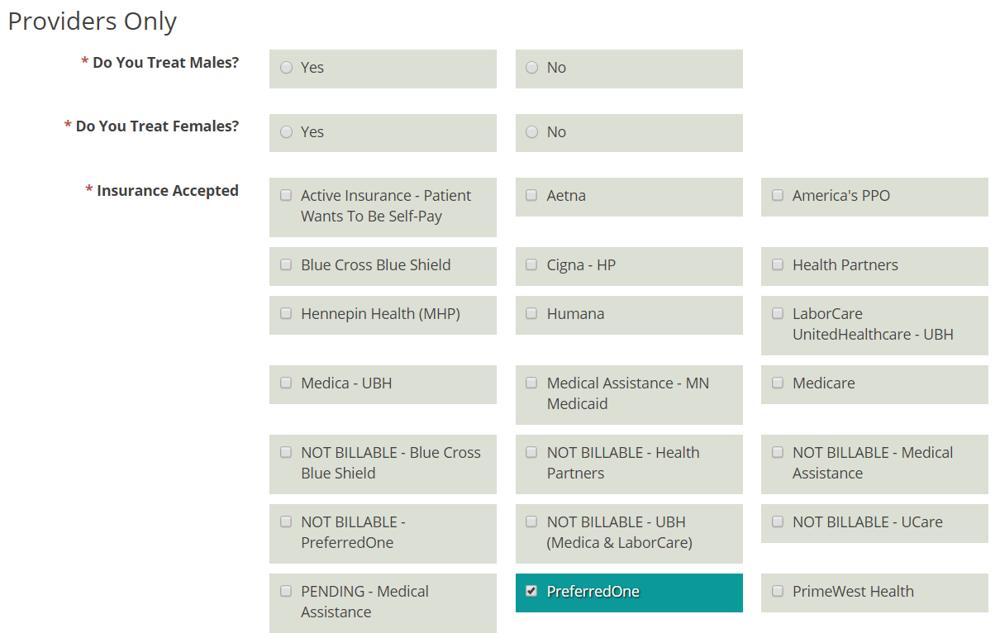 Providers Only
* Do You Treat Males?
Yes
No
* Do You Treat Females?
Yes
No
* Insurance Accepted
Active Insurance - Patient
Wants To Be Self-Pay
Aetna
America's PPO
Blue Cross Blue Shield
Cigna - HP
Health Partners
Hennepin Health (MHP)
Humana
LaborCare
UnitedHealthcare - UBH
Medica - UBH
Medical Assistance - MN
Medicaid
Medicare
NOT BILLABLE - Blue Cross
Blue Shield
NOT BILLABLE - Health
Partners
NOT BILLABLE - Medical
Assistance
NOT BILLABLE -
PreferredOne
NOT BILLABLE - UBH
(Medica & LaborCare)
NOT BILLABLE - UCare
PENDING - Medical
Assistance
PreferredOne
PrimeWest Health